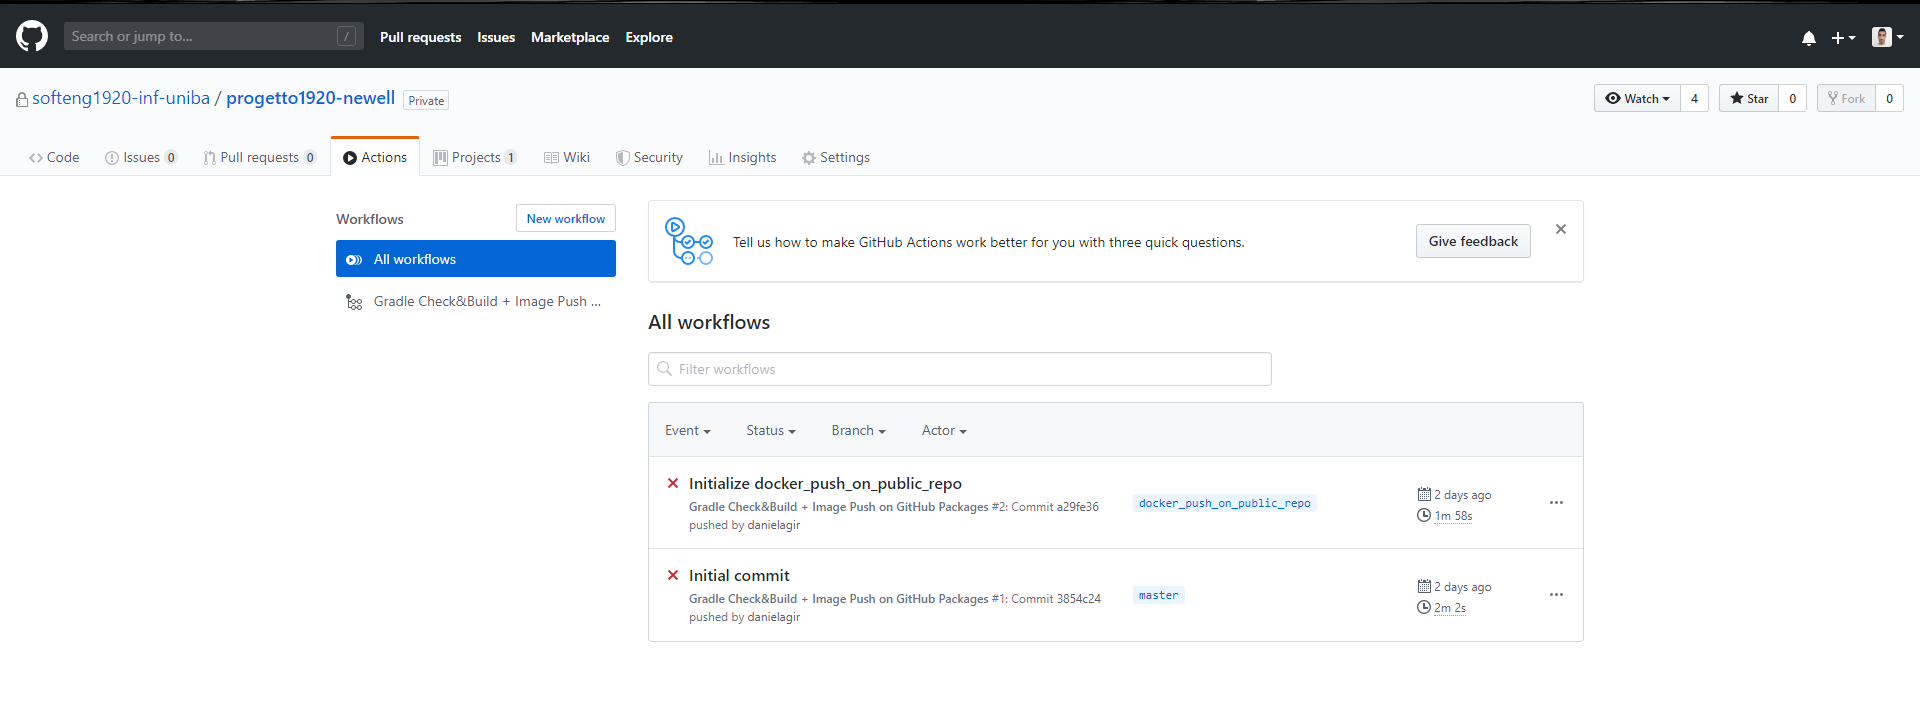 Search or jump to... / Pull requests Issues Marketplace Explore
softeng1920-inf-uniba / progetto1920-newell Private Watch 4 Star 0 Fork 0
Code Issues 0 Pull requests 0 Actions Projects 1 Wiki Security Insights Settings
Workflows New workflow
All workflows
Gradle Check&Build + Image Push ...
Tell us how to make GitHub Actions work better for you with three quick questions. Give feedback
All workflows
Filter workflows
Event Status Branch Actor
Initialize docker_push_on_public_repo
Gradle Check&Build + Image Push on GitHub Packages #2: Commit a29fe36
pushed by danielagir
docker_push_on_public_repo
2 days ago
1m 58s
Initial commit
Gradle Check&Build + Image Push on GitHub Packages #1: Commit 3854c24
pushed by danielagir
master
2 days ago
2m 2s